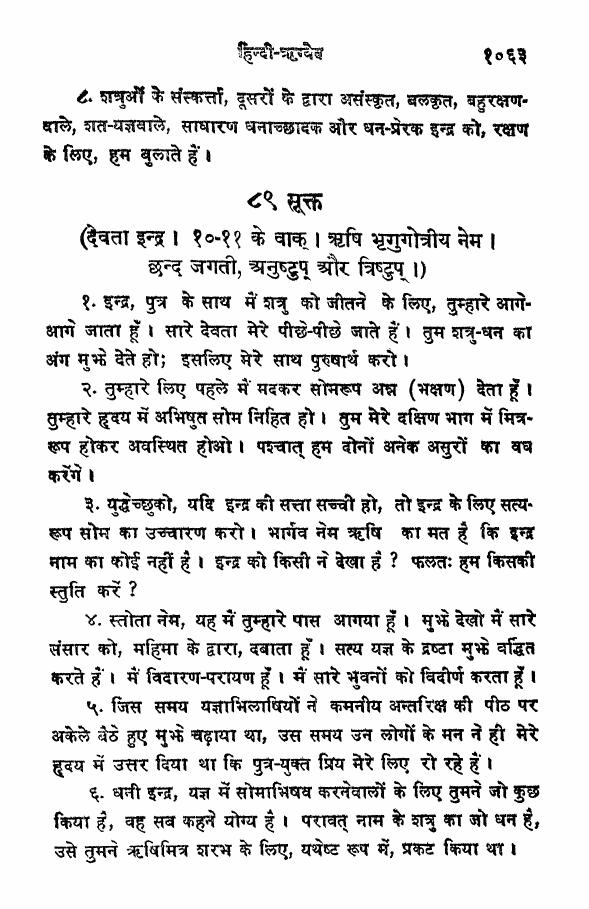 हिन्दी-ऋग्वेद १०६३
८. शत्रुओं के संस्कर्त्ता, दूसरों के द्वारा असंस्कृत, बलकृत, बहुरक्षण-
वाले, शत-यज्ञवाले, साधारण धनाच्छादक और धन-प्रेरक इन्द्र को, रक्षण
के लिए, हम बुलाते हैं ।
८९ सूक्त
(देवता इन्द्र । १०-११ के वाक् । ऋषि भृगुगोत्रीय नेम ।
छन्द जगती, अनुष्टुप् और त्रिष्टुप् ।)
१. इन्द्र, पुत्र के साथ मैं शत्रु को जीतने के लिए, तुम्हारे आगे-
आगे जाता हूँ । सारे देवता मेरे पीछे-पीछे जाते हैं । तुम शत्रु-धन का
अंश मुझे देते हो; इसलिए मेरे साथ पुरुषार्थ करो ।
२. तुम्हारे लिए पहले मैं मदकर सोमरूप अन्न (भक्षण) देता हूँ ।
तुम्हारे हृदय में अभिषुत सोम निहित हो । तुम मेरे दक्षिण भाग में मित्र-
रूप होकर अवस्थित होओ । पश्चात् हम दोनों अनेक असुरों का वध
करेंगे ।
३. युद्धेच्छुको, यदि इन्द्र की सत्ता सच्ची हो, तो इन्द्र के लिए सत्य-
रूप सोम का उच्चारण करो । भार्गव नेम ऋषि का मत है कि इन्द्र
नाम का कोई नहीं है । इन्द्र को किसी ने देखा है ? फलतः हम किसकी
स्तुति करें ?
४. स्तोता नेम, यह मैं तुम्हारे पास आगया हूँ । मुझे देखो मैं सारे
संसार को, महिमा के द्वारा, दबाता हूँ । सत्य यज्ञ के द्रष्टा मुझे वर्द्धित
करते हैं । मैं विदारण-परायण हूँ । मैं सारे भुवनों को विदीर्ण करता हूँ ।
५. जिस समय यज्ञाभिलाषियों ने कमनीय अन्तरिक्ष की पीठ पर
अकेले बैठे हुए मुझे चढ़ाया था, उस समय उन लोगों के मन ने ही मेरे
हृदय में उत्तर दिया था कि पुत्र-युक्त प्रिय मेरे लिए रो रहे हैं ।
६. धनी इन्द्र, यज्ञ में सोमाभिषव करनेवालों के लिए तुमने जो कुछ
किया है, वह सब कहने योग्य है । परावत् नाम के शत्रु का जो धन है,
उसे तुमने ऋषिमित्र शरभ के लिए, यथेष्ट रूप में, प्रकट किया था ।